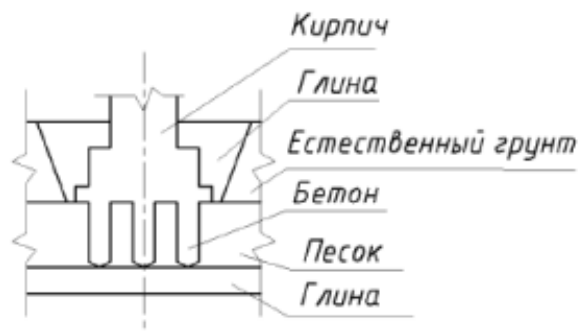 Кирпич
Глина
Естественный грунт
Бетон
Песок
Глина